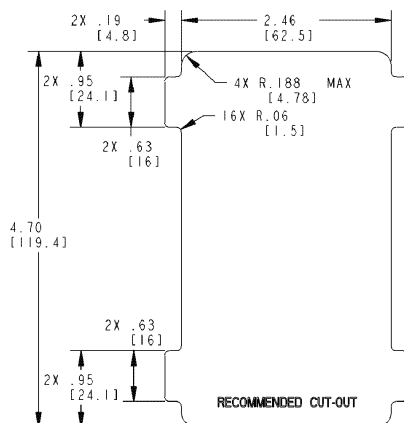 2X .19
[4.8]
2.46
[62.5]
2X .95
[24.1]
4X R.188 MAX
[4.78]
16X R.06
[1.5]
2X .63
[16]
4.70
[119.4]
2X .63
[16]
2X .95
[24.1]
RECOMMENDED CUT-OUT